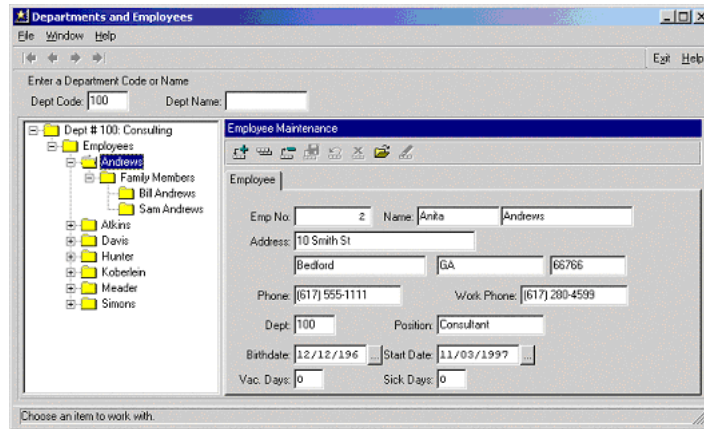 Departments and Employees
File Window Help
Exit Help
Enter a Department Code or Name
Dept Code: 100 Dept Name:
Dept # 100: Consulting
Employees
Andrews
Family Members
Bill Andrews
Sam Andrews
Atkins
Davis
Hunter
Koberlein
Meader
Simons
Employee Maintenance
Employee
Emp No: 2 Name: Anita Andrews
Address: 10 Smith St
Bedford GA 66766
Phone: (617) 555-1111 Work Phone: (617) 280-4599
Dept: 100 Position: Consultant
Birthdate: 12/12/196 ... Start Date: 11/03/1997 ...
Vac. Days: 0 Sick Days: 0
Choose an item to work with.